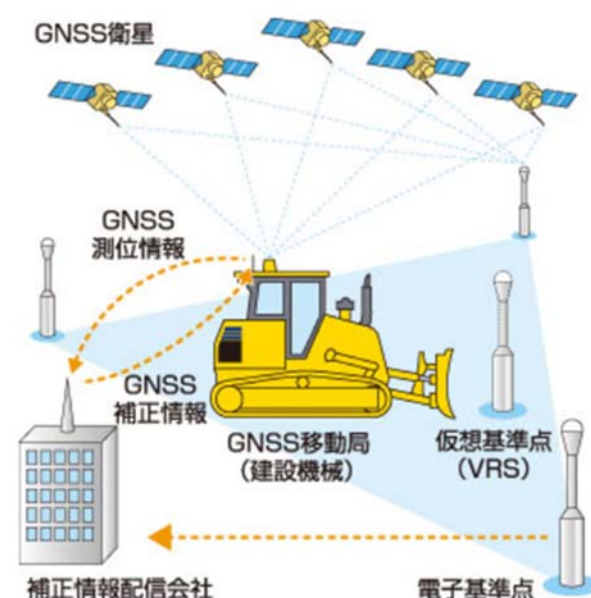 GNSS衛星
GNSS
測位情報
GNSS
補正情報
GNSS移動局
(建設機械)
仮想基準点
(VRS)
補正情報配信会社
電子基準点